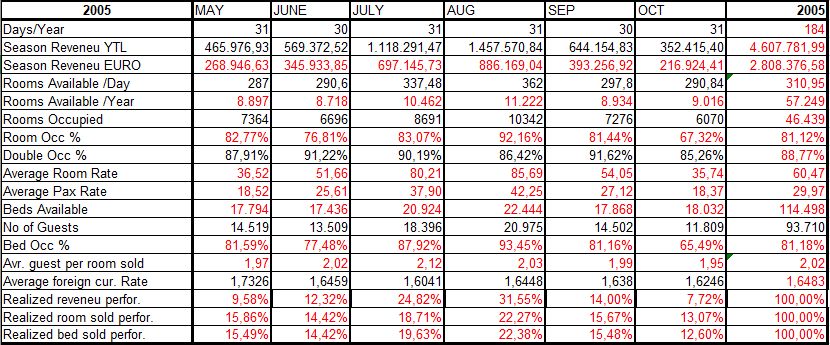 2005 MAY JUNE JULY AUG SEP OCT 2005
Days/Year 31 30 31 31 30 31 184
Season Reveneu YTL 465.976,93 569.372,52 1.118.291,47 1.457.570,84 644.154,83 352.415,40 4.607.781,99
Season Reveneu EURO 268.946,63 345.933,85 697.145,73 886.169,04 393.256,92 216.924,41 2.808.376,58
Rooms Available /Day 287 290,6 337,48 362 297,8 290,84 310,95
Rooms Available /Year 8.897 8.718 10.462 11.222 8.934 9.016 57.249
Rooms Occupied 7364 6696 8691 10342 7276 6070 46.439
Room Occ % 82,77% 76,81% 83,07% 92,16% 81,44% 67,32% 81,12%
Double Occ % 87,91% 91,22% 90,19% 86,42% 91,62% 85,26% 88,77%
Average Room Rate 36,52 51,66 80,21 85,69 54,05 35,74 60,47
Average Pax Rate 18,52 25,61 37,90 42,25 27,12 18,37 29,97
Beds Available 17.794 17.436 20.924 22.444 17.868 18.032 114.498
No of Guests 14.519 13.509 18.396 20.975 14.502 11.809 93.710
Bed Occ % 81,59% 77,48% 87,92% 93,45% 81,16% 65,49% 81,18%
Avr. guest per room sold 1,97 2,02 2,12 2,03 1,99 1,95 2,02
Average foreign cur. Rate 1,7326 1,6459 1,6041 1,6448 1,638 1,6246 1,6483
Realized reveneu perfor. 9,58% 12,32% 24,82% 31,55% 14,00% 7,72% 100,00%
Realized room sold perfor. 15,86% 14,42% 18,71% 22,27% 15,67% 13,07% 100,00%
Realized bed sold perfor. 15,49% 14,42% 19,63% 22,38% 15,48% 12,60% 100,00%